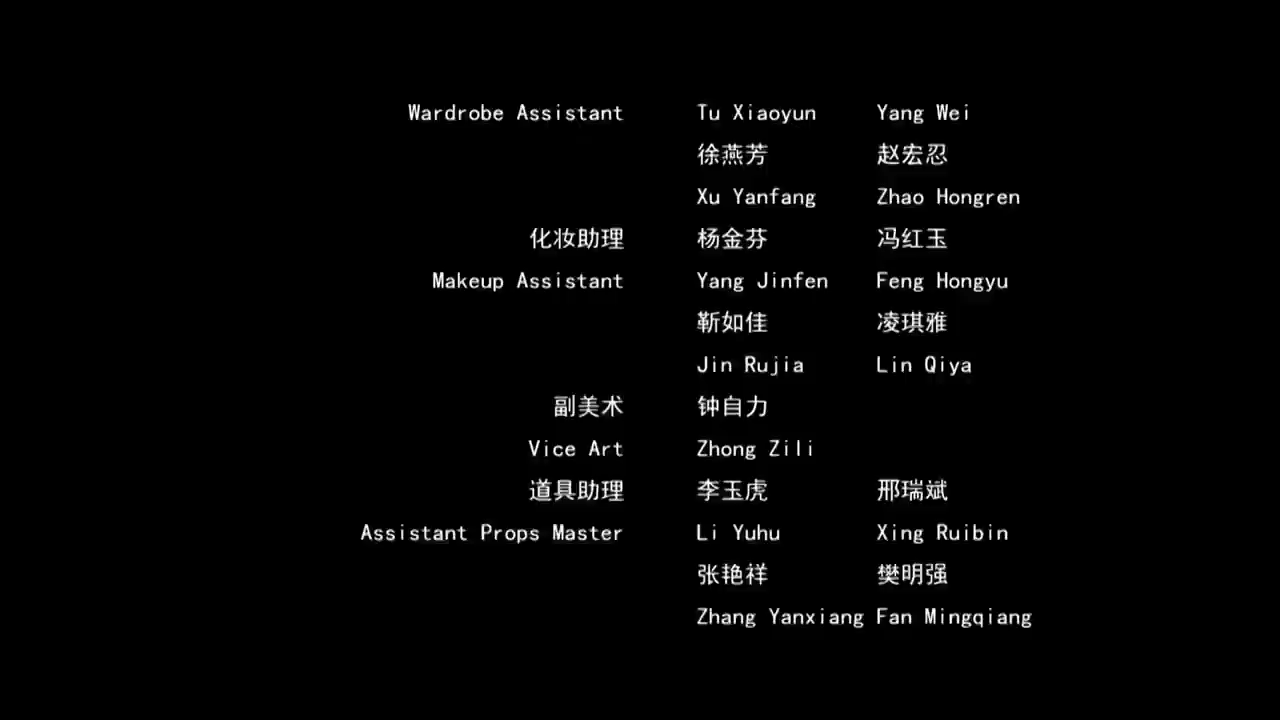 Wardrobe Assistant Tu Xiaoyun Yang Wei
徐燕芳 赵宏忍
Xu Yanfang Zhao Hongren
化妆助理 杨金芬 冯红玉
Makeup Assistant Yang Jinfen Feng Hongyu
靳如佳 凌琪雅
Jin Rujia Lin Qiya
副美术 钟自力
Vice Art Zhong Zili
道具助理 李玉虎 邢瑞斌
Assistant Props Master Li Yuhu Xing Ruibin
张艳祥 樊明强
Zhang Yanxiang Fan Mingqiang